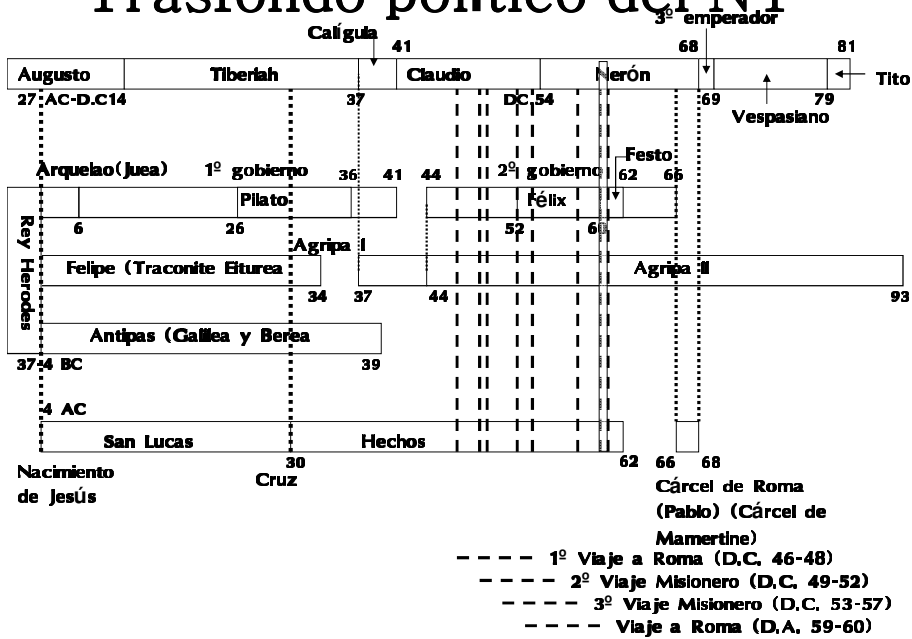 Trasfondo político del NT
3º emperador
Calígula
41 68 81
Augusto Tiberiah Claudio Nerón Tito
27 AC-D.C14 37 DC 54 69 79
Vespasiano
Arquelao(Juea) 1º gobierno 36 41 44 2º gobierno Festo 62 66
Pilato Félix
6 26 52 60
Rey Herodes
Agripa I
Felipe (Traconite Eiturea Agripa II
34 37 44 93
Antipas (Galilea y Berea
37-4 BC 39
4 AC
San Lucas Hechos
30 62 66 68
Nacimiento
de Jesús
Cruz
Cárcel de Roma
(Pablo) (Cárcel de
Mamertine)
1º Viaje a Roma (D.C. 46-48)
2º Viaje Misionero (D.C. 49-52)
3º Viaje Misionero (D.C. 53-57)
Viaje a Roma (D.A. 59-60)